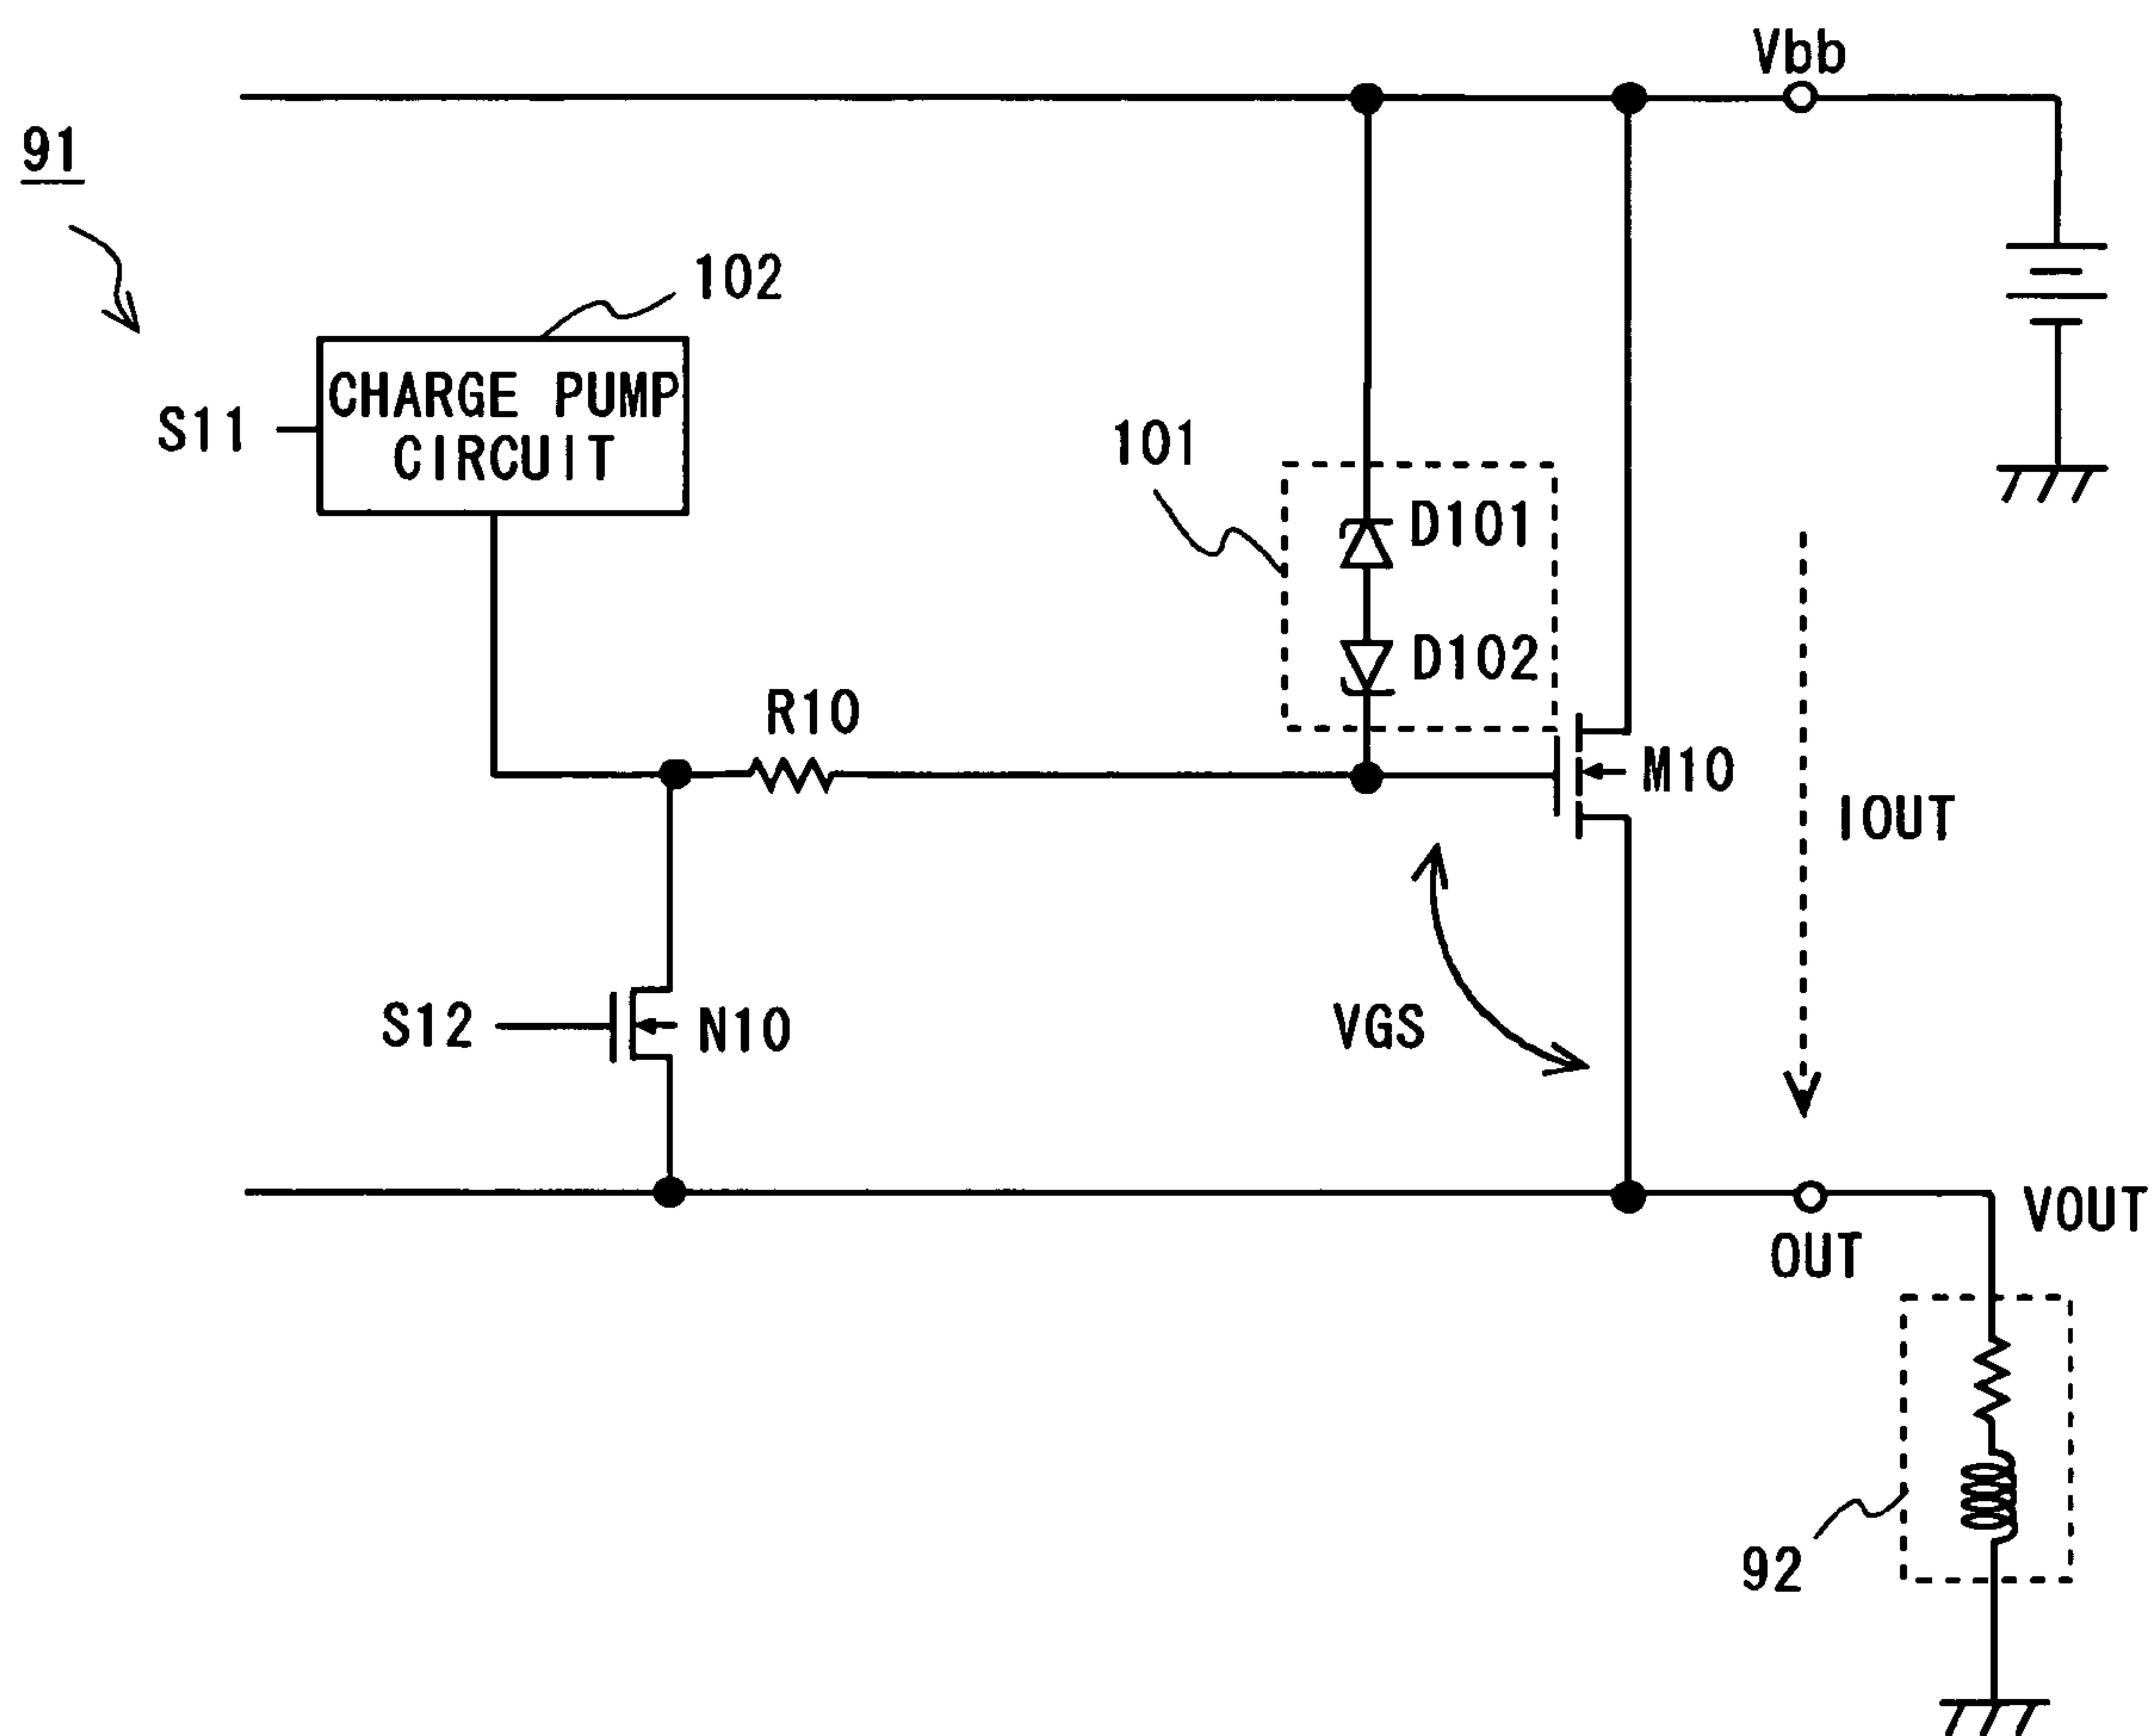 Vbb
91
102
CHARGE PUMP
CIRCUIT
S11
101
D101
D102
R10
M10
IOUT
S12
N10
VGS
VOUT
OUT
92